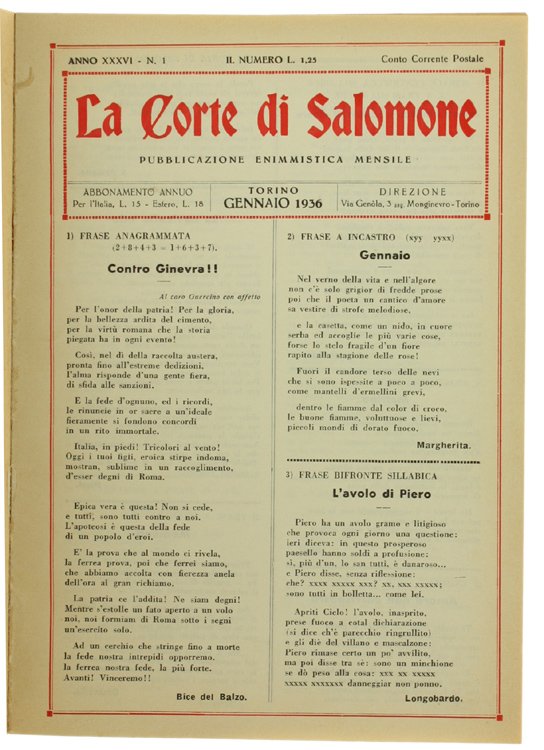 ANNO XXXVI - N. 1 IL NUMERO L. 1,25 Conto Corrente Postale
La Corte di Salomone
PUBBLICAZIONE ENIMMISTICA MENSILE
ABBONAMENTO ANNUO
Per l'Italia, L. 15 - Estero, L. 18
TORINO
GENNAIO 1936
DIREZIONE
Via Genòla, 3 ang. Monginevro-Torino
1) FRASE ANAGRAMMATA
(2+8+4+3 = 1+6+3+7).
Contro Ginevra!!
Al caro Guercino con affetto
Per l'onor della patria! Per la gloria,
per la bellezza ardita del cimento,
per la virtù romana che la storia
piegata ha in ogni evento!
Così, nel dì della raccolta austera,
pronta fino all'estreme dedizioni,
l'alma risponde d'una gente fiera,
di sfida alle sanzioni.
E la fede d'ognuno, ed i ricordi,
le rinuncie in or sacre a un'ideale
fieramente si fondono concordi
in un rito immortale.
Italia, in piedi! Tricolori al vento!
Oggi i tuoi figli, eroica stirpe indoma,
mostran, sublime in un raccoglimento,
d'esser degni di Roma.
Epica vera è questa! Non si cede,
e tutti, sono tutti contro a noi.
L'apoteosi è questa della fede
di un popolo d'eroi.
E' la prova che al mondo ci rivela,
la ferrea prova, poi che ferrei siamo,
che abbiamo accolta con fierezza anela
dell'ora al gran richiamo.
La patria ce l'addita! Ne siam degni!
Mentre s'estolle un fato aperto a un volo
noi, noi formiam di Roma sotto i segni
un'esercito solo.
Ad un cerchio che stringe fino a morte
la fede nostra intrepidi opporremo.
la ferrea nostra fede, la più forte.
Avanti! Vinceremo!!
Bice del Balzo.
2) FRASE A INCASTRO (xyy yyxx)
Gennaio
Nel verno della vita e nell'algore
non c'è solo grigior di fredde prose
poi che il poeta un cantico d'amore
sa vestire di strofe melodiose,
e la casetta, come un nido, in cuore
serba ed accoglie le più varie cose,
forse lo stelo fragile d'un fiore
rapito alla stagione delle rose!
Fuori il candore terso delle nevi
che si sono ispessite a poco a poco,
come mantelli d'ermellini grevi,
dentro le fiamme dal color di croco,
le buone fiamme, voluttuose e lievi,
piccoli mondi di dorato fuoco.
Margherita.
3) FRASE BIFRONTE SILLABICA
L'avolo di Piero
Piero ha un avolo gramo e litigioso
che provoca ogni giorno una questione:
ieri diceva: in questo prosperoso
paesello hanno soldi a profusione:
sì, più d'un, lo san tutti, è danaroso...
e Piero disse, senza riflessione:
che? xxxx xxxxx xxx? xx, xxx xxxxx;
sono tutti in bolletta... come lei.
Apriti Cielo! l'avolo, inasprito,
prese fuoco a cotal dichiarazione
(si dice ch'è parecchio ringrullito)
e gli diè del villano e mascalzone:
Piero rimase certo un po' avvilito,
ma poi disse tra sè: sono un minchione
se dò peso alla cosa: xxx xx xxxxx
xxxxx xxxxxxx danneggiar non ponno.
Longobardo.